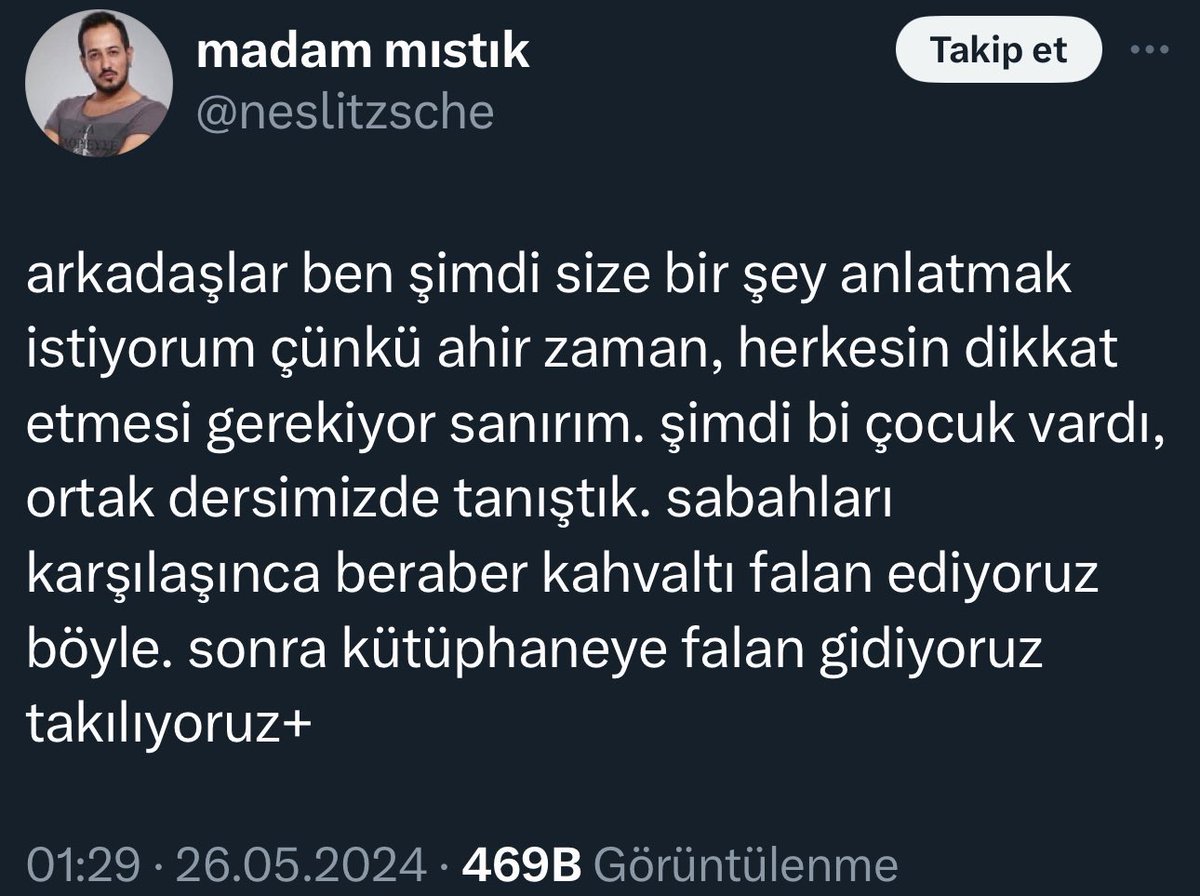 madam mıstık
Takip et
@neslitzsche
arkadaşlar ben şimdi size bir şey anlatmak
istiyorum çünkü ahir zaman, herkesin dikkat
etmesi gerekiyor sanırım. şimdi bi çocuk vardı,
ortak dersimizde tanıştık. sabahları
karşılaşınca beraber kahvaltı falan ediyoruz
böyle. sonra kütüphaneye falan gidiyoruz
takılıyoruz+
01:29 · 26.05.2024 · 469B Görüntülenme